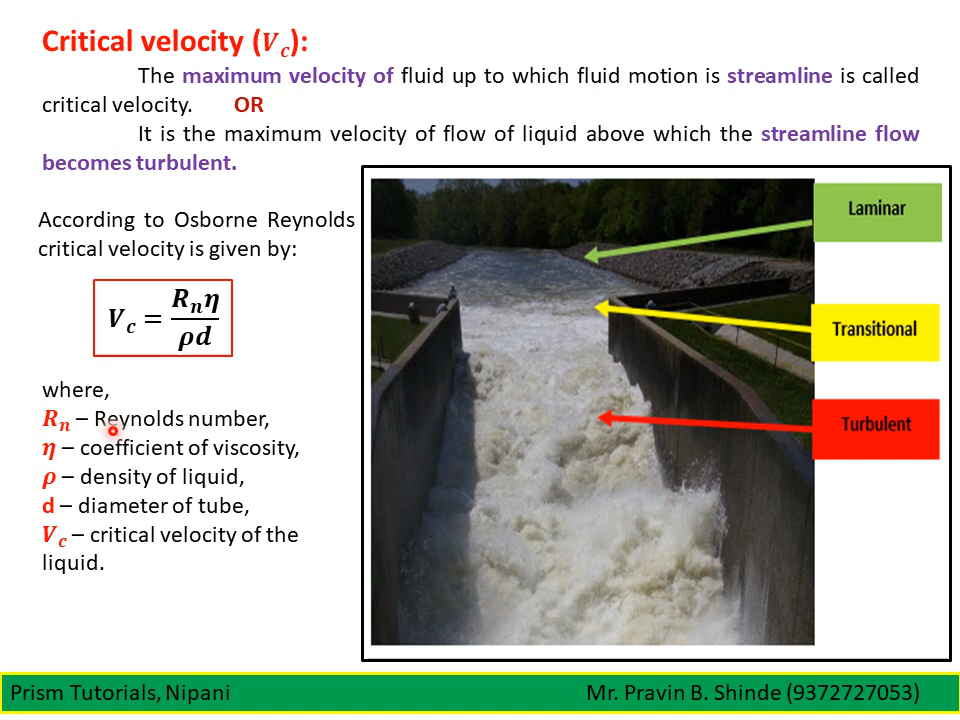 Critical velocity (V_c):
The maximum velocity of fluid up to which fluid motion is streamline is called
critical velocity. OR
It is the maximum velocity of flow of liquid above which the streamline flow
becomes turbulent.
According to Osborne Reynolds
critical velocity is given by:
V_c = R_n η / ρd
where,
R_n – Reynolds number,
η – coefficient of viscosity,
ρ – density of liquid,
d – diameter of tube,
V_c – critical velocity of the
liquid.
Laminar
Transitional
Turbulent
Prism Tutorials, Nipani Mr. Pravin B. Shinde (9372727053)